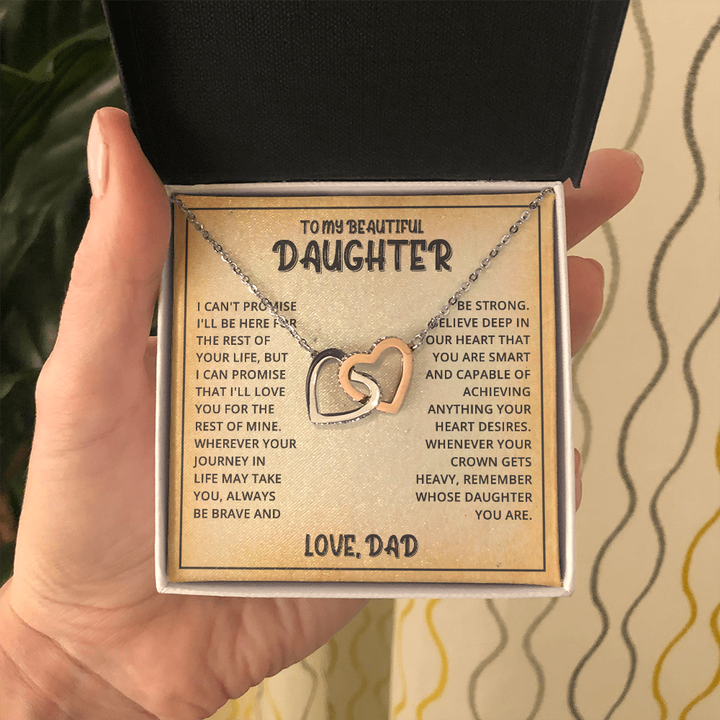 TO MY BEAUTIFUL
DAUGHTER
I CAN'T PROMISE
I'LL BE HERE FOR
THE REST OF
YOUR LIFE, BUT
I CAN PROMISE
THAT I'LL LOVE
YOU FOR THE
REST OF MINE.
WHEREVER YOUR
JOURNEY IN
LIFE MAY TAKE
YOU, ALWAYS
BE BRAVE AND
BE STRONG.
BELIEVE DEEP IN
YOUR HEART THAT
YOU ARE SMART
AND CAPABLE OF
ACHIEVING
ANYTHING YOUR
HEART DESIRES.
WHENEVER YOUR
CROWN GETS
HEAVY, REMEMBER
WHOSE DAUGHTER
YOU ARE.
LOVE, DAD